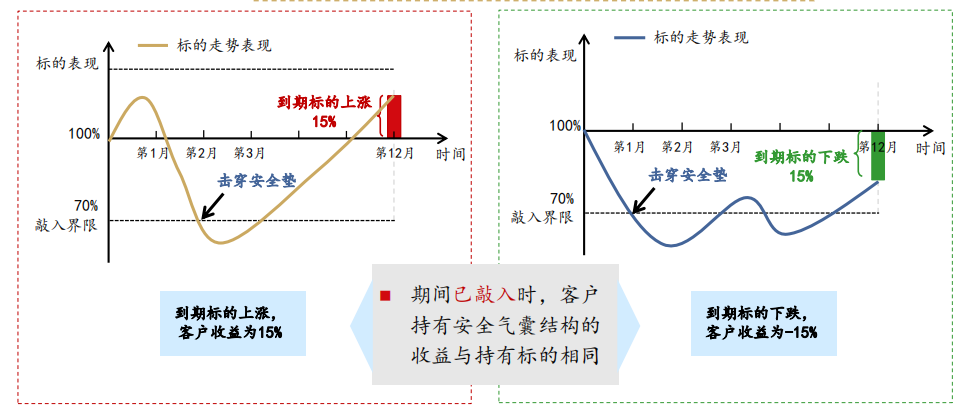 标的走势表现
标的表现
到期标的上涨
15%
100%
第1月
第2月
第3月
第12月
时间
击穿安全垫
70%
敲入界限
到期标的上涨，
客户收益为15%
标的走势表现
标的表现
100%
第1月
第2月
第3月
第12月
时间
到期标的下跌
15%
击穿安全垫
70%
敲入界限
到期标的下跌，
客户收益为-15%
■ 期间已敲入时，客户
持有安全气囊结构的
收益与持有标的相同